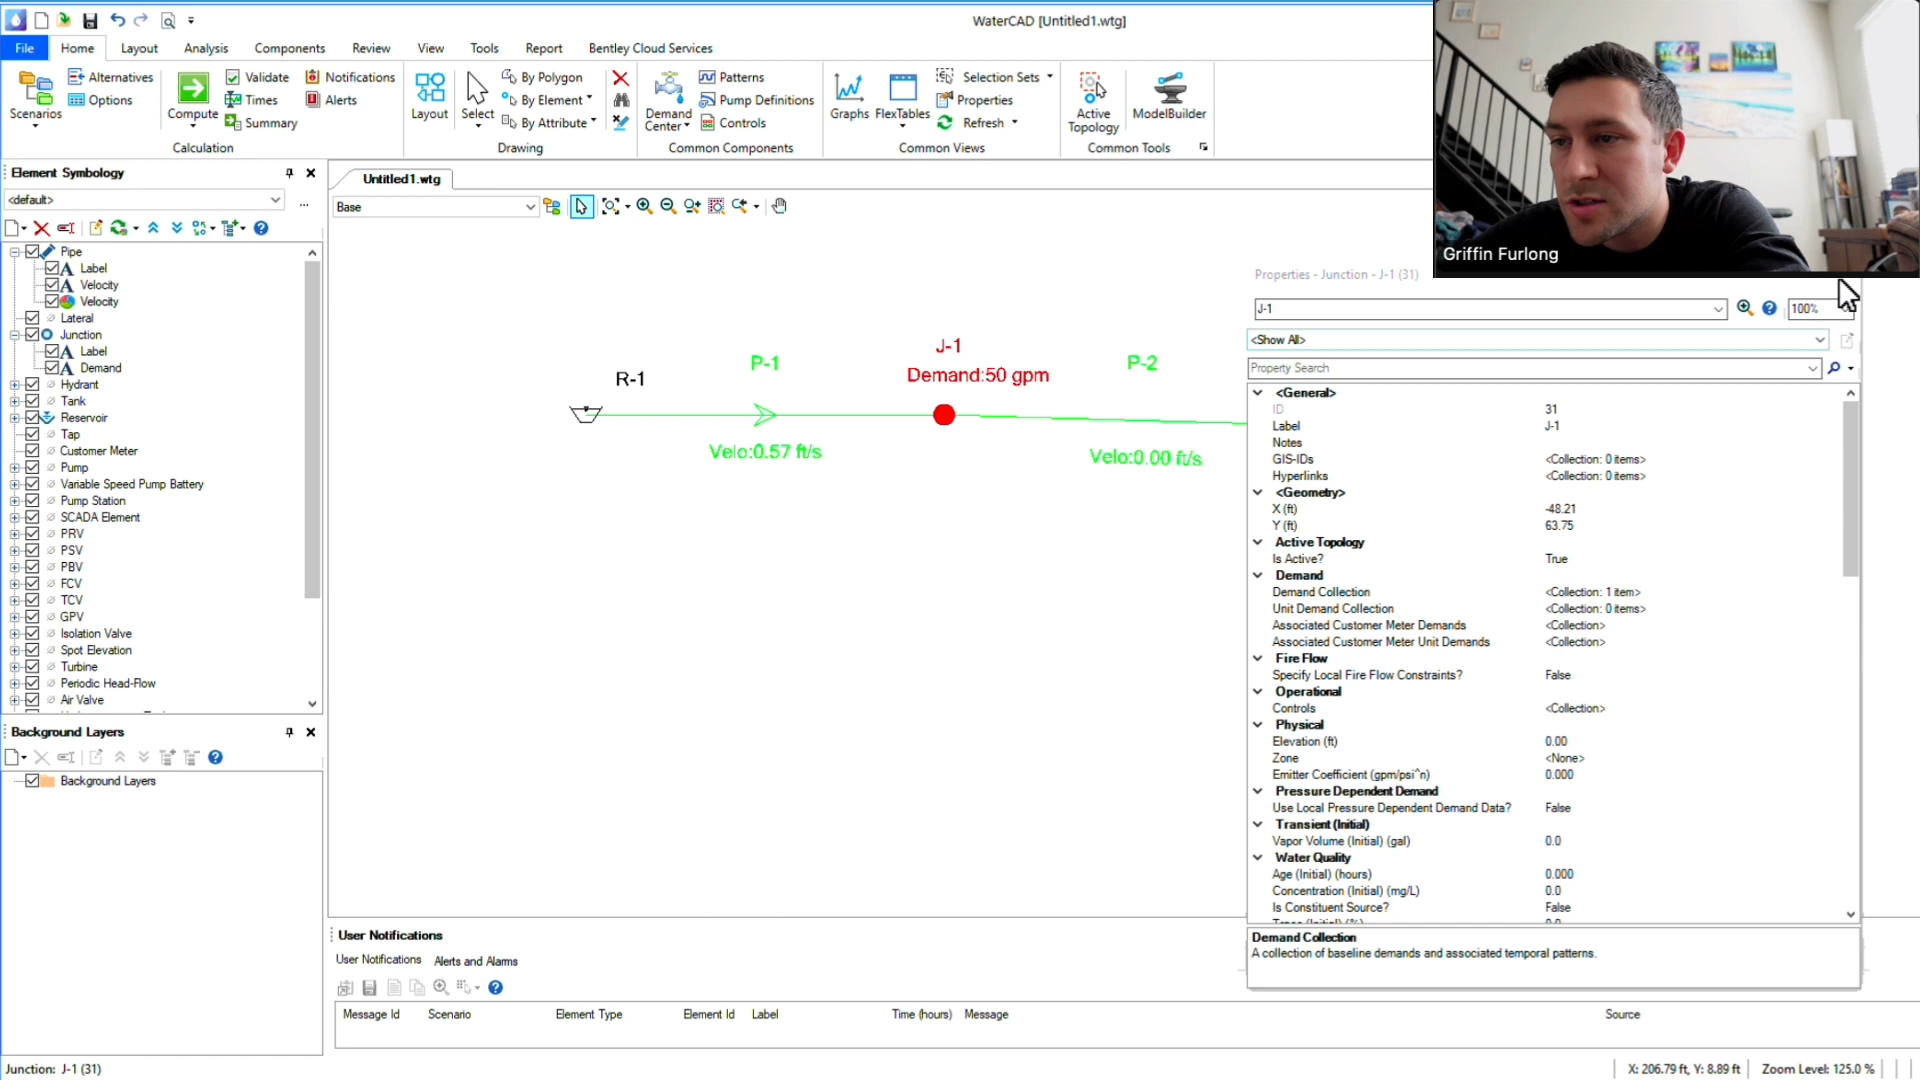 WaterCAD [Untitled1.wtg]
File Home Layout Analysis Components Review View Tools Report Bentley Cloud Services
Scenarios
Alternatives
Options
Compute
Validate
Times
Summary
Notifications
Alerts
Calculation
Layout
Select
By Polygon
By Element
By Attribute
Drawing
Demand Center
Patterns
Pump Definitions
Controls
Common Components
Graphs
FlexTables
Selection Sets
Properties
Refresh
Common Views
Active Topology
ModelBuilder
Common Tools
Griffin Furlong
Element Symbology
<default>
...
Pipe
Label
Velocity
Velocity
Lateral
Junction
Label
Demand
Hydrant
Tank
Reservoir
Tap
Customer Meter
Pump
Variable Speed Pump Battery
Pump Station
SCADA Element
PRV
PSV
PBV
FCV
TCV
GPV
Isolation Valve
Spot Elevation
Turbine
Periodic Head-Flow
Air Valve
Background Layers
Background Layers
Untitled1.wtg
Base
R-1
P-1
Velo:0.57 ft/s
J-1
Demand:50 gpm
P-2
Velo:0.00 ft/s
Properties - Junction - J-1 (31)
J-1
100%
<Show All>
Property Search
<General>
ID 31
Label J-1
Notes
GIS-IDs <Collection: 0 items>
Hyperlinks <Collection: 0 items>
<Geometry>
X (ft) -48.21
Y (ft) 63.75
Active Topology
Is Active? True
Demand
Demand Collection <Collection: 1 item>
Unit Demand Collection <Collection: 0 items>
Associated Customer Meter Demands <Collection>
Associated Customer Meter Unit Demands <Collection>
Fire Flow
Specify Local Fire Flow Constraints? False
Operational
Controls <Collection>
Physical
Elevation (ft) 0.00
Zone <None>
Emitter Coefficient (gpm/psi^n) 0.000
Pressure Dependent Demand
Use Local Pressure Dependent Demand Data? False
Transient (Initial)
Vapor Volume (Initial) (gal) 0.0
Water Quality
Age (Initial) (hours) 0.000
Concentration (Initial) (mg/L) 0.0
Is Constituent Source? False
Demand Collection
A collection of baseline demands and associated temporal patterns.
User Notifications
User Notifications Alerts and Alarms
Message Id Scenario Element Type Element Id Label Time (hours) Message Source
Junction: J-1 (31)
X: 206.79 ft, Y: 8.89 ft Zoom Level: 125.0 %